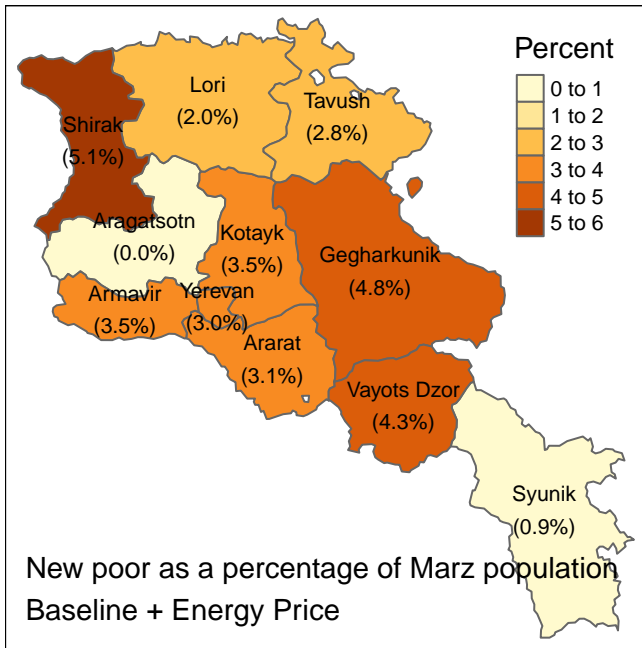 Percent
0 to 1
1 to 2
2 to 3
3 to 4
4 to 5
5 to 6
Lori
(2.0%)
Tavush
(2.8%)
Shirak
(5.1%)
Aragatsotn
(0.0%)
Kotayk
(3.5%)
Gegharkunik
(4.8%)
Armavir
(3.5%)
Yerevan
(3.0%)
Ararat
(3.1%)
Vayots Dzor
(4.3%)
Syunik
(0.9%)
New poor as a percentage of Marz population
Baseline + Energy Price